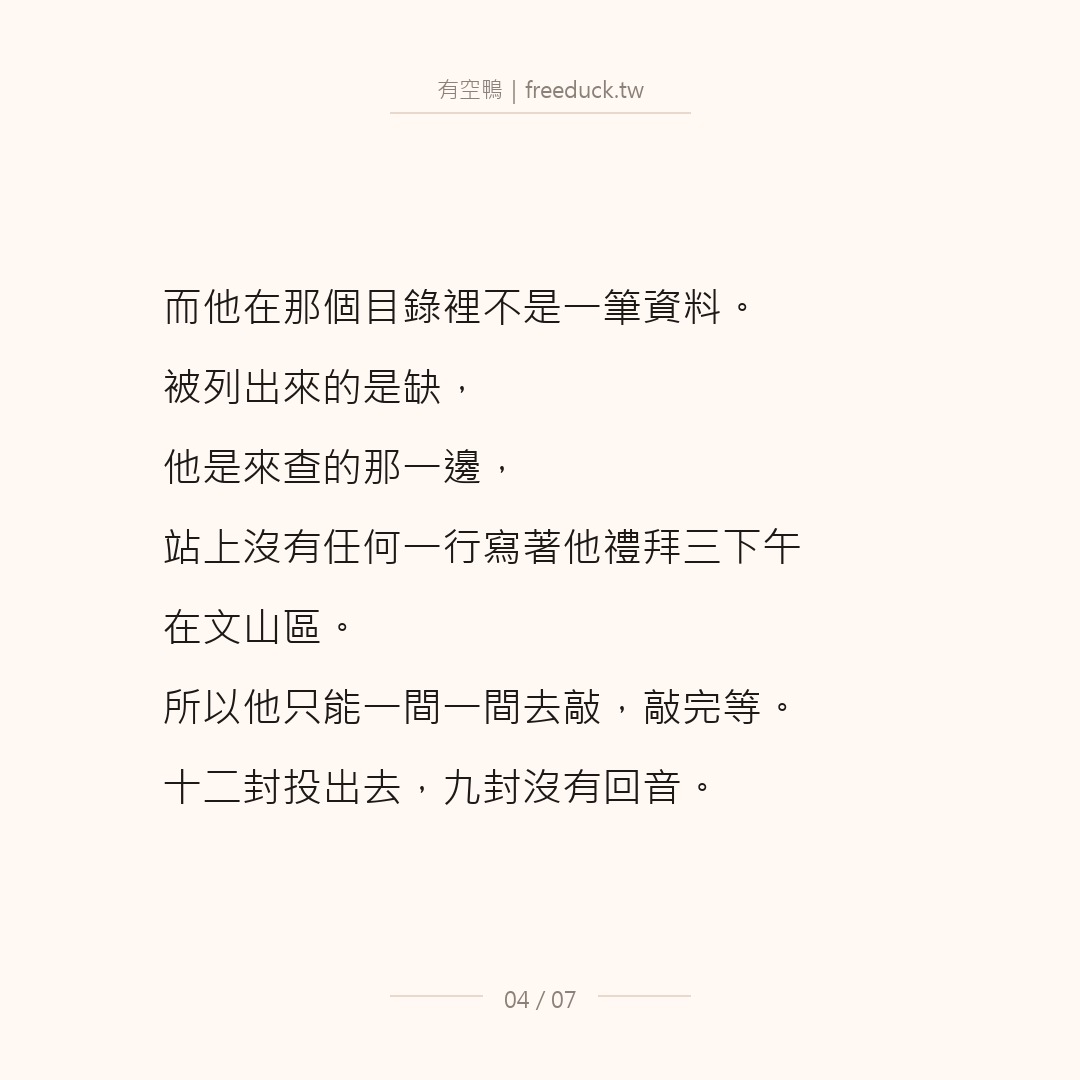 有空鴨 | freeduck.tw
而他在那個目錄裡不是一筆資料。
被列出來的是缺，
他是來查的那一邊，
站上沒有任何一行寫著他禮拜三下午
在文山區。
所以他只能一間一間去敲，敲完等。
十二封投出去，九封沒有回音。
04 / 07